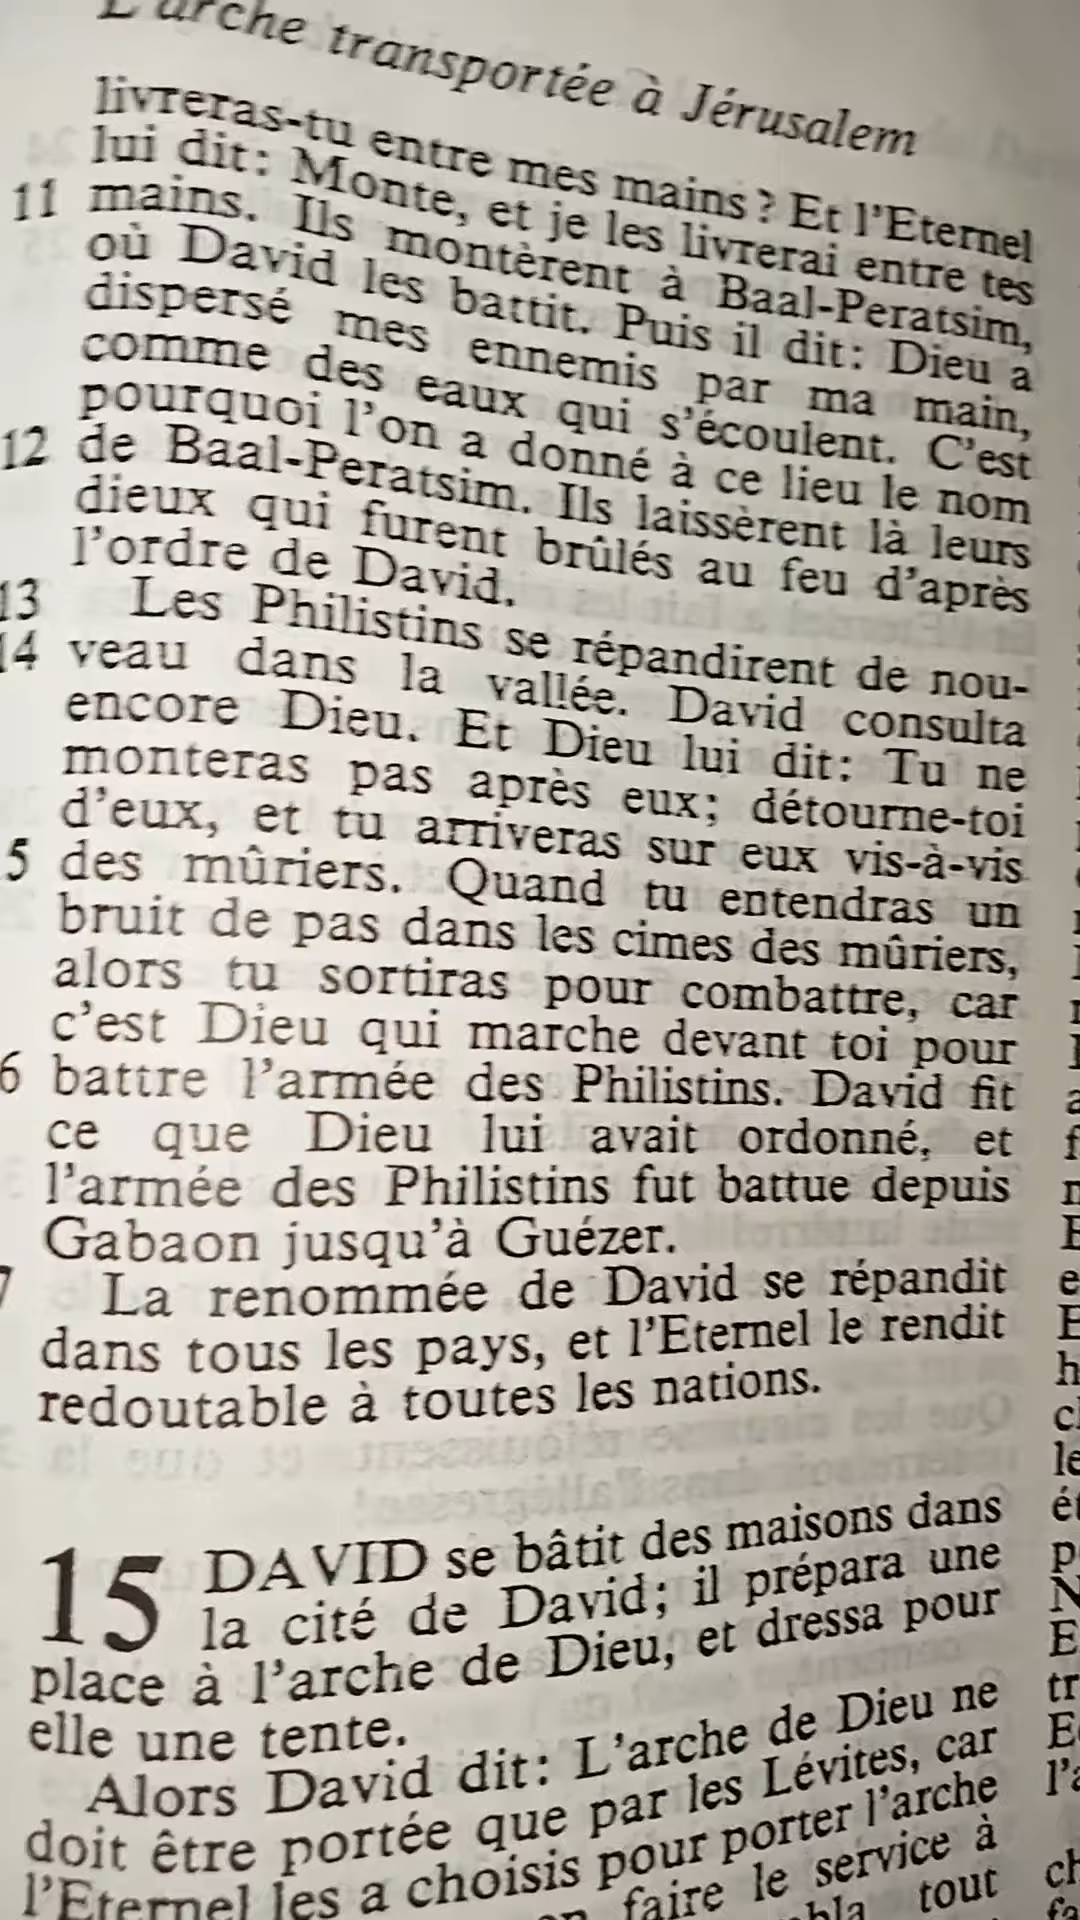 L'arche transportée à Jérusalem
livreras-tu entre mes mains ? Et l'Eternel
lui dit: Monte, et je les livrerai entre tes
11 mains. Ils montèrent à Baal-Peratsim,
où David les battit. Puis il dit: Dieu a
dispersé mes ennemis par ma main,
comme des eaux qui s'écoulent. C'est
pourquoi l'on a donné à ce lieu le nom
12 de Baal-Peratsim. Ils laissèrent là leurs
dieux qui furent brûlés au feu d'après
l'ordre de David.
13 Les Philistins se répandirent de nou-
14 veau dans la vallée. David consulta
encore Dieu. Et Dieu lui dit: Tu ne
monteras pas après eux; détourne-toi
d'eux, et tu arriveras sur eux vis-à-vis
5 des mûriers. Quand tu entendras un
bruit de pas dans les cimes des mûriers,
alors tu sortiras pour combattre, car
c'est Dieu qui marche devant toi pour
6 battre l'armée des Philistins. David fit
ce que Dieu lui avait ordonné, et
l'armée des Philistins fut battue depuis
Gabaon jusqu'à Guézer.
7 La renommée de David se répandit
dans tous les pays, et l'Eternel le rendit
redoutable à toutes les nations.
15 DAVID se bâtit des maisons dans
la cité de David; il prépara une
place à l'arche de Dieu, et dressa pour
elle une tente.
Alors David dit: L'arche de Dieu ne
doit être portée que par les Lévites, car
l'Eternel les a choisis pour porter l'arche
faire le service à
tout